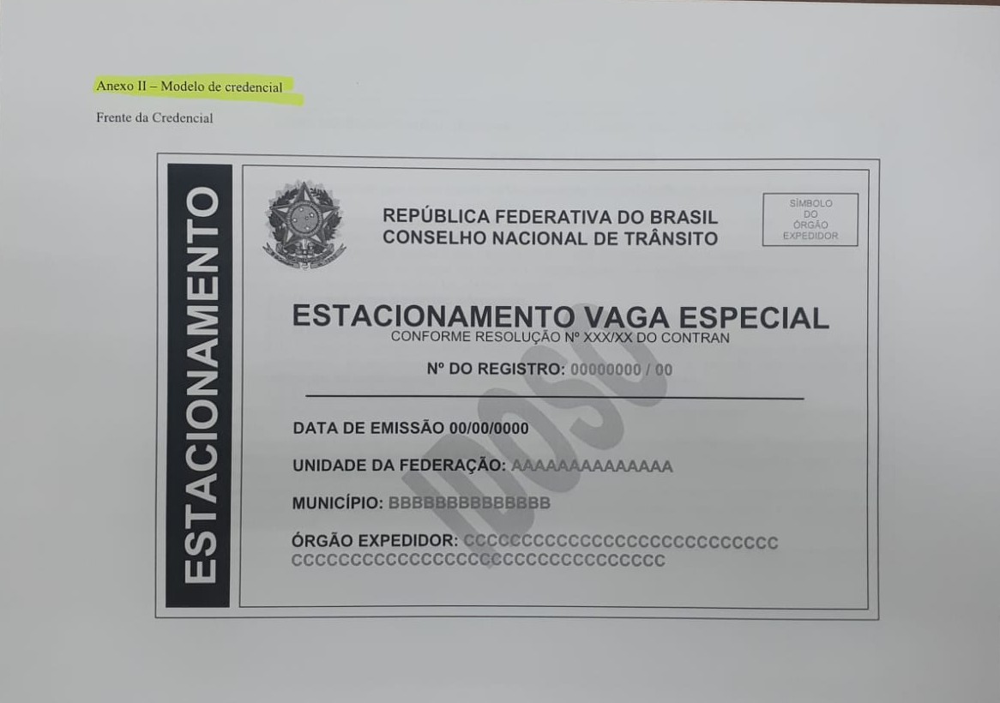 Anexo II – Modelo de credencial
Frente da Credencial
ESTACIONAMENTO
REPÚBLICA FEDERATIVA DO BRASIL
CONSELHO NACIONAL DE TRÂNSITO
SÍMBOLO
DO
ÓRGÃO
EXPEDIDOR
ESTACIONAMENTO VAGA ESPECIAL
CONFORME RESOLUÇÃO Nº XXX/XX DO CONTRAN
Nº DO REGISTRO: 00000000 / 00
IDOSO
DATA DE EMISSÃO 00/00/0000
UNIDADE DA FEDERAÇÃO: AAAAAAAAAAAAAA
MUNICÍPIO: BBBBBBBBBBBBBB
ÓRGÃO EXPEDIDOR: CCCCCCCCCCCCCCCCCCCCCCCCCCC
CCCCCCCCCCCCCCCCCCCCCCCCCCCCCCCC